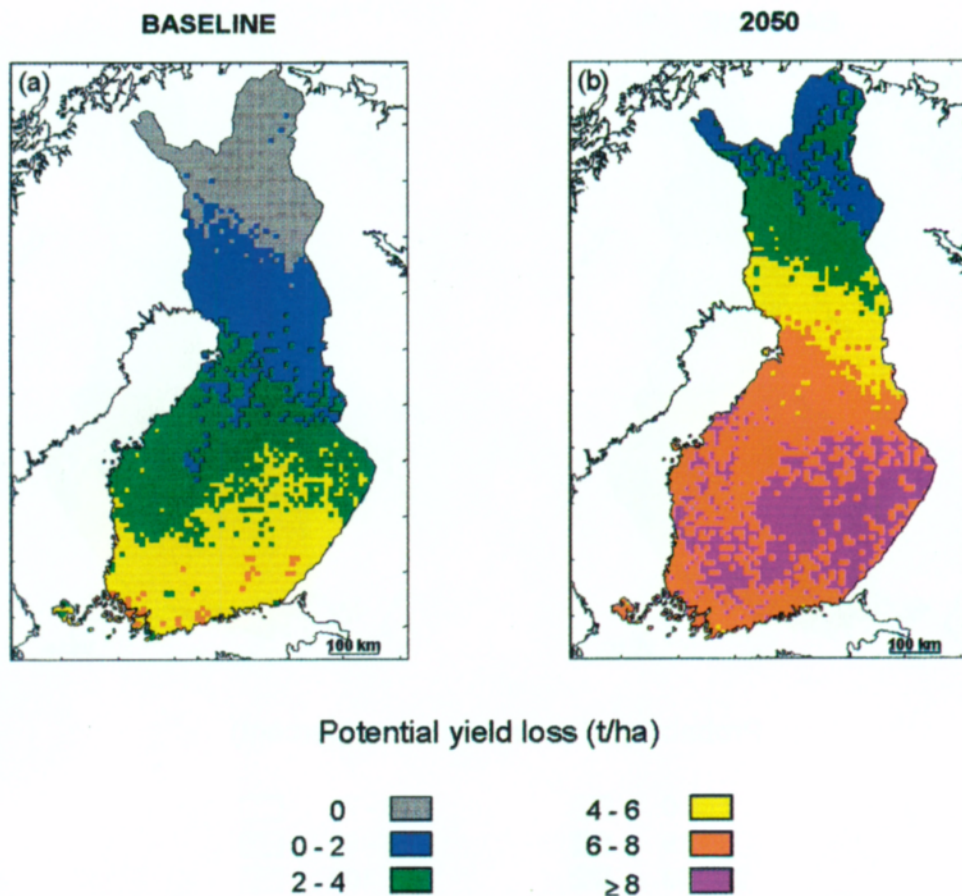 BASELINE
2050
(a)
(b)
100 km
100 km
Potential yield loss (t/ha)
0
0 - 2
2 - 4
4 - 6
6 - 8
≥8